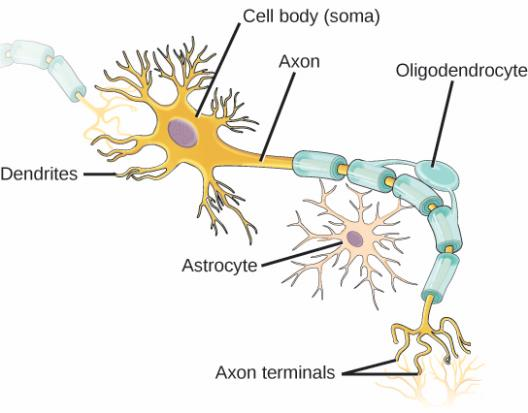 Cell body (soma)
Axon
Oligodendrocyte
Dendrites
Astrocyte
Axon terminals